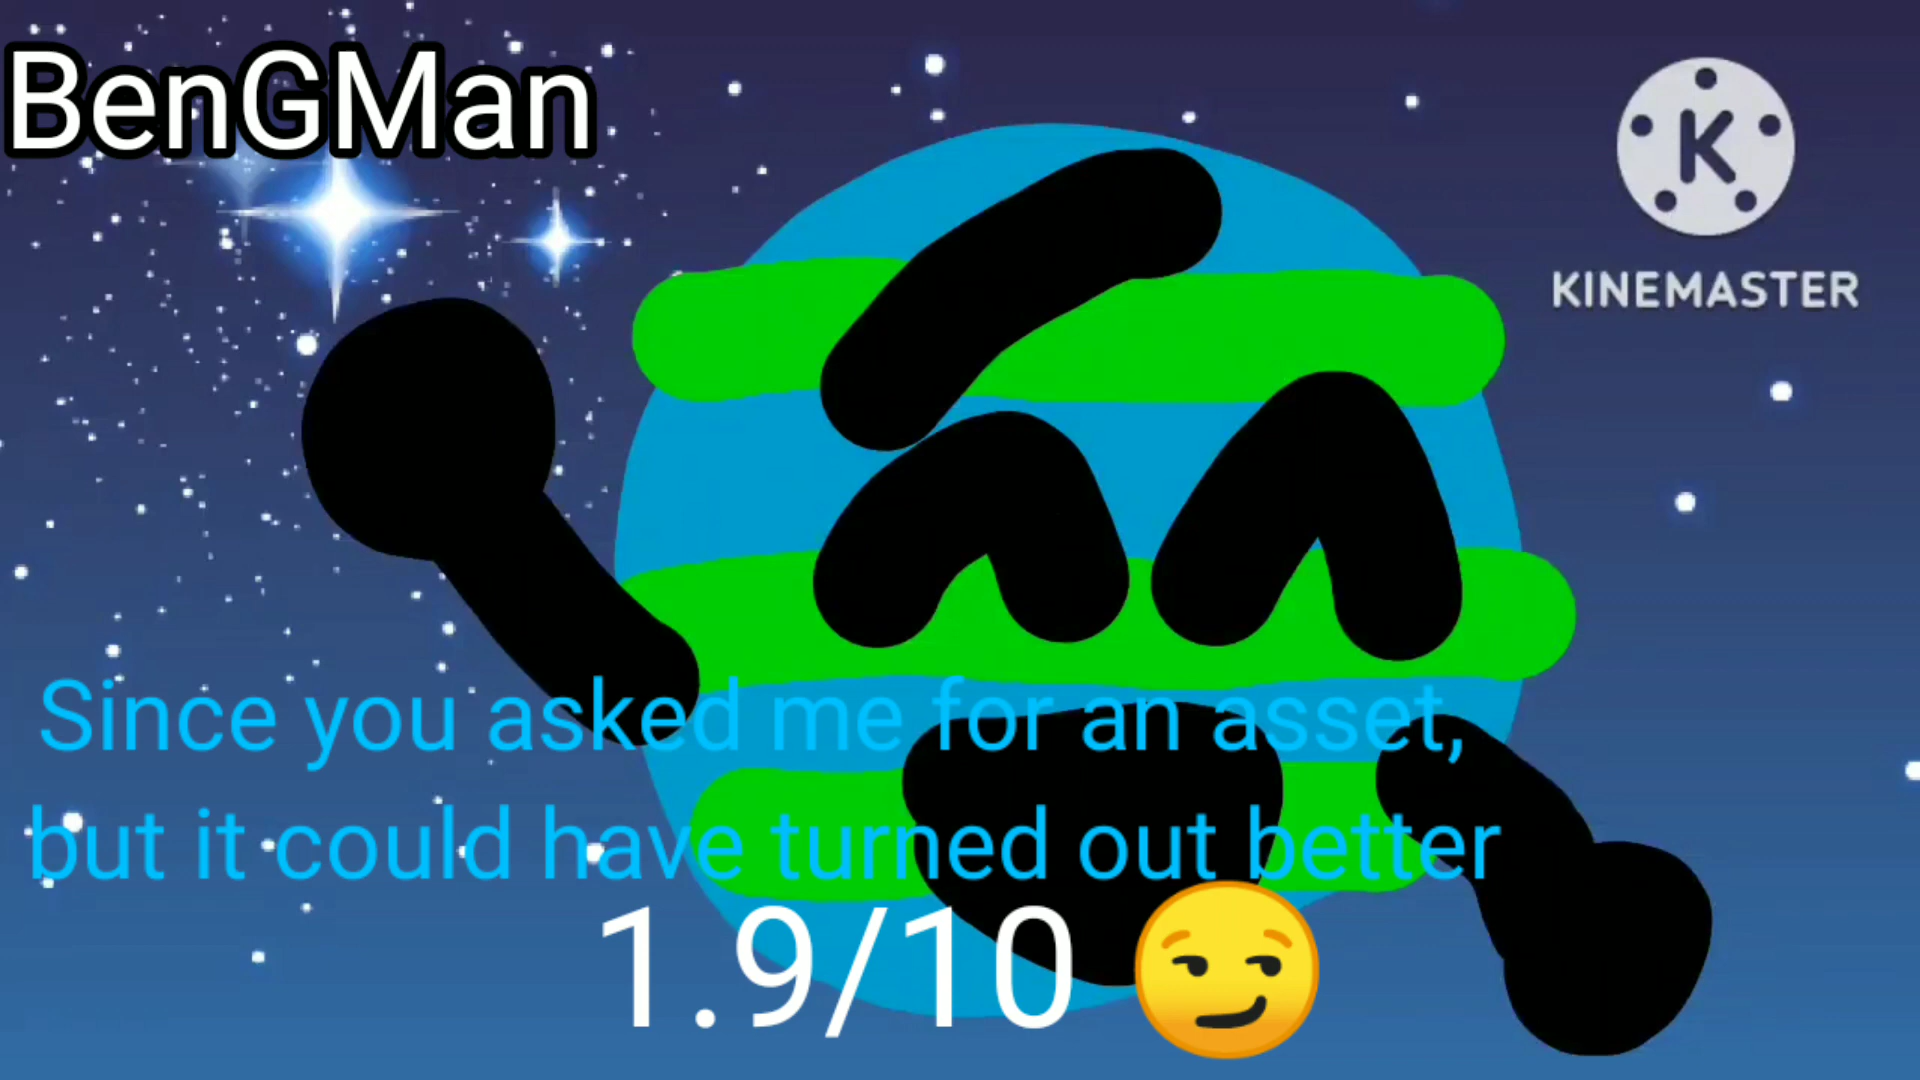 BenGMan
K
KINEMASTER
Since you asked me for an asset,
but it could have turned out better
1.9/10 😏